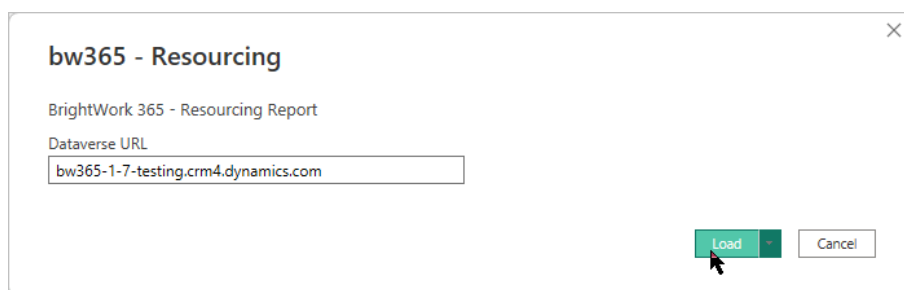 bw365 - Resourcing
BrightWork 365 - Resourcing Report
Dataverse URL
bw365-1-7-testing.crm4.dynamics.com
Load
Cancel